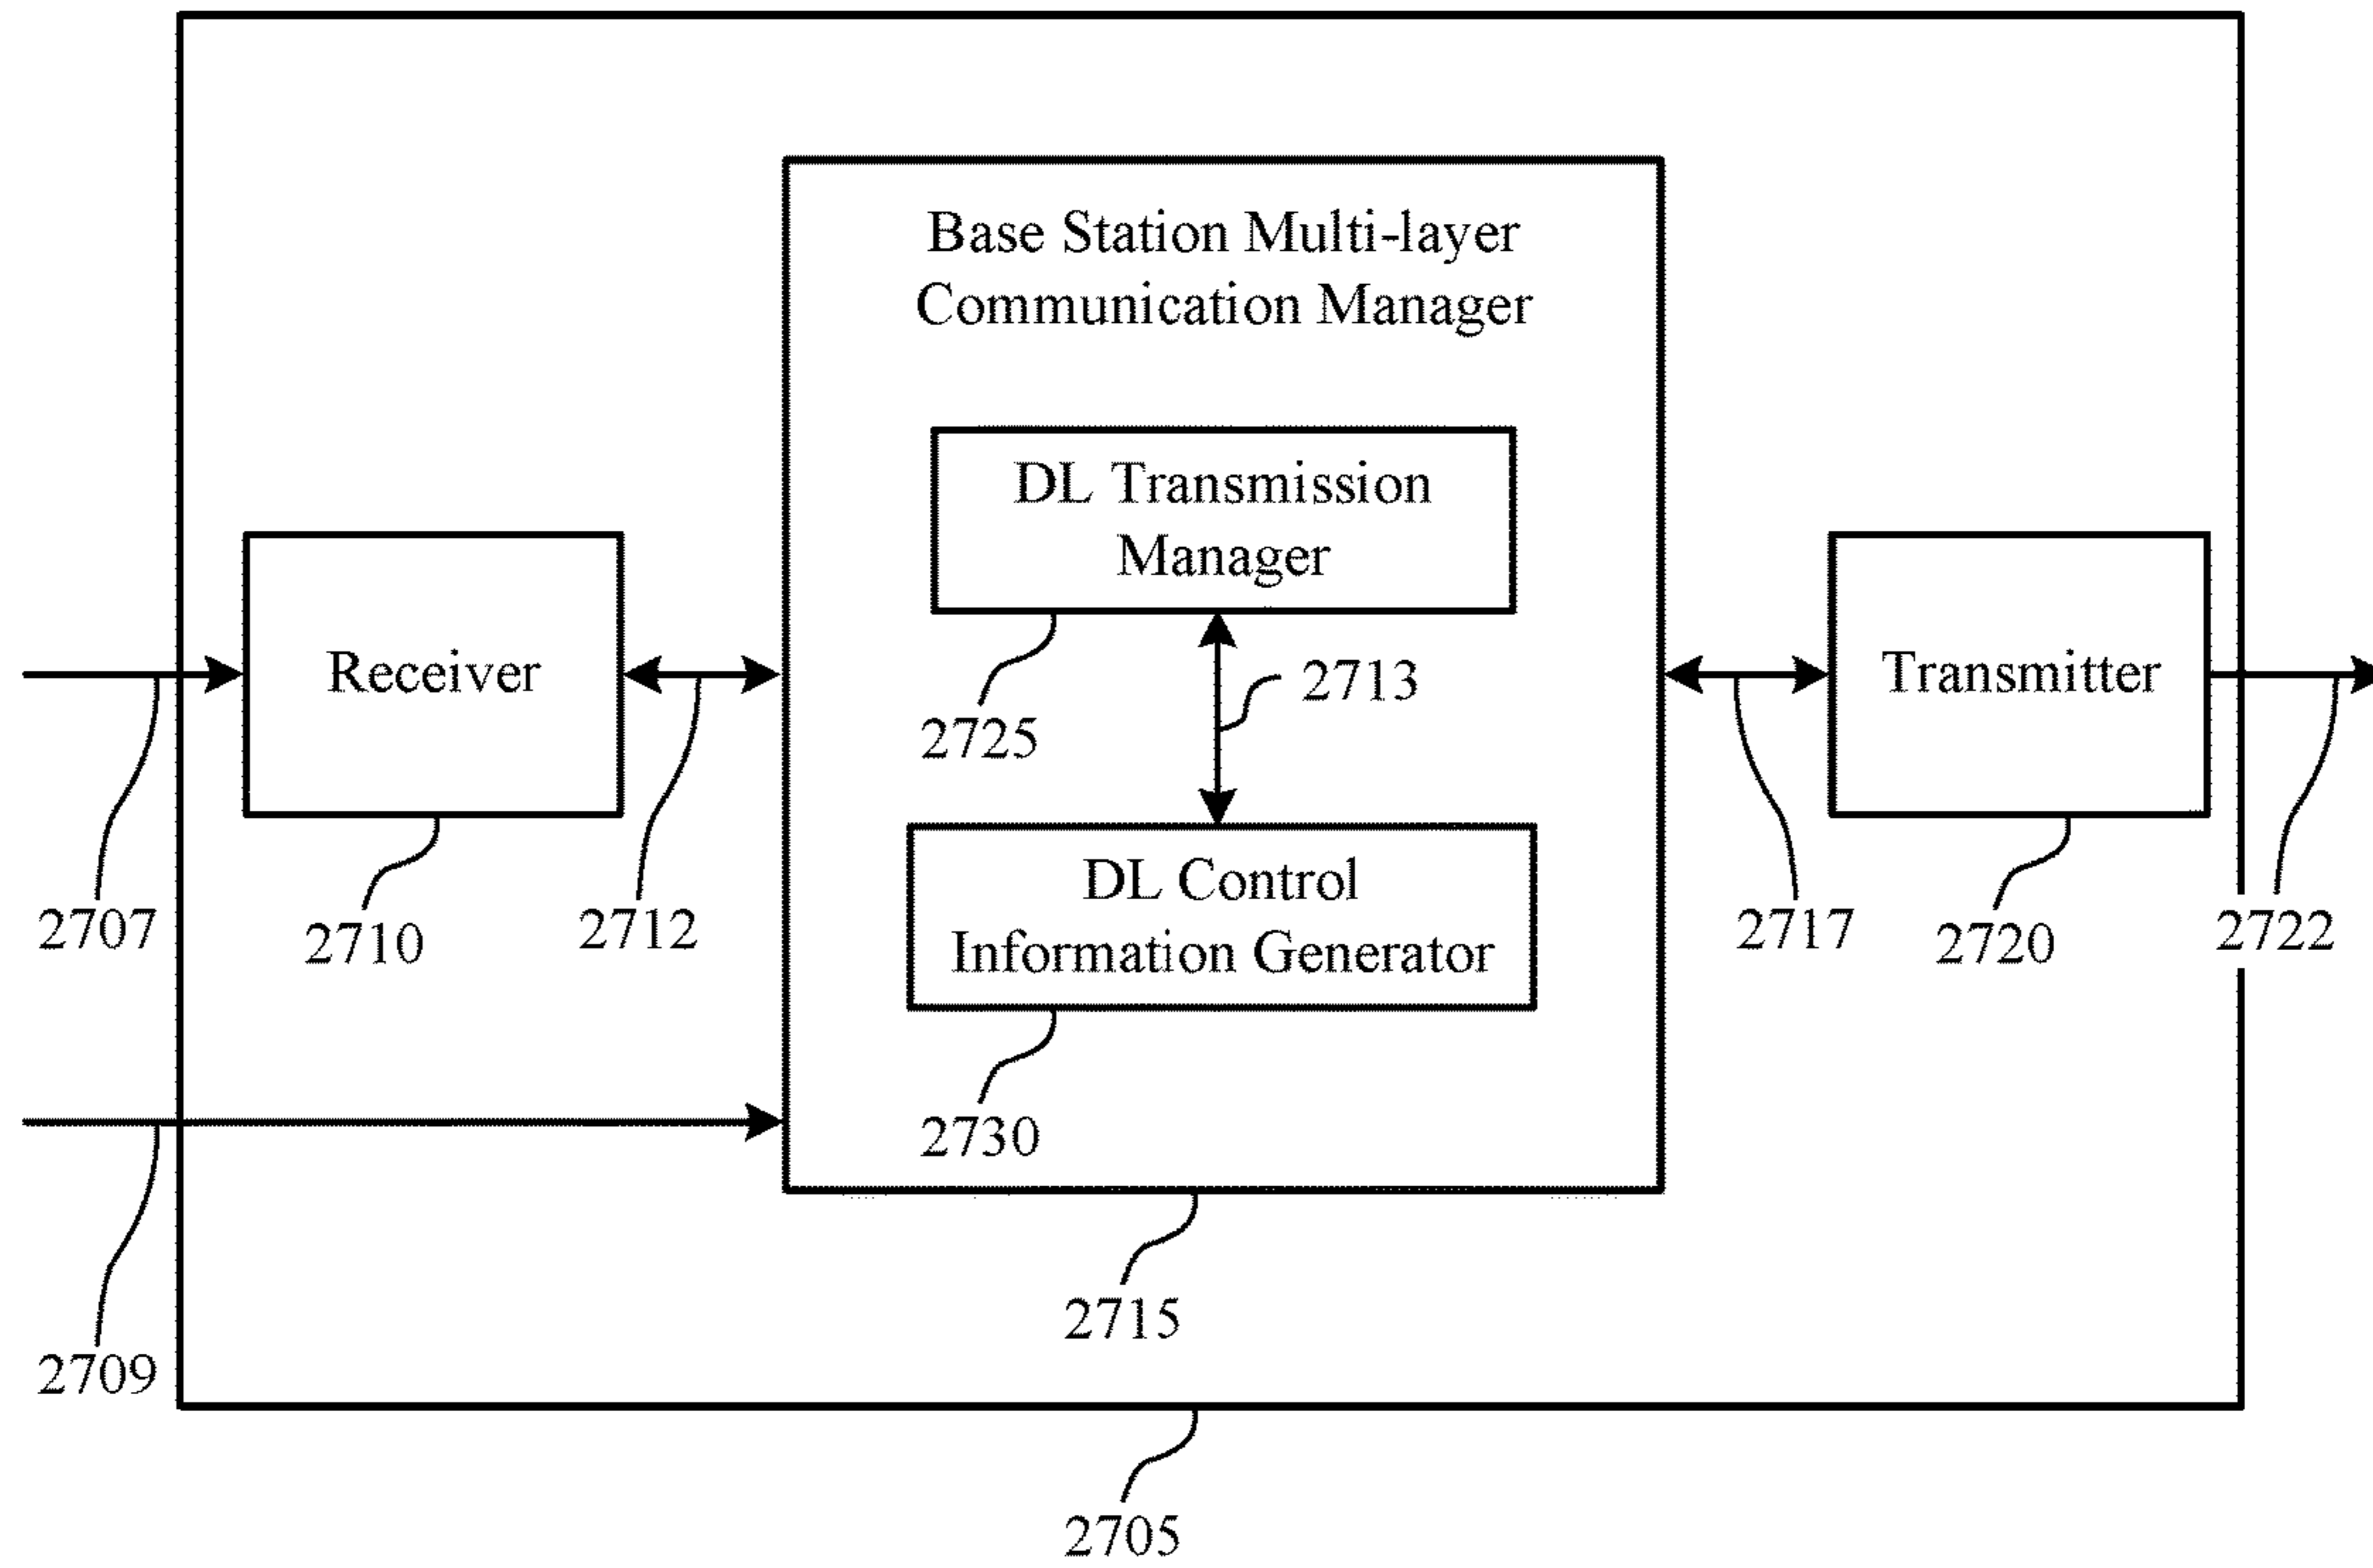 Base Station Multi-layer
Communication Manager
DL Transmission
Manager
Receiver
Transmitter
2713
2725
DL Control
Information Generator
2707
2710
2712
2717
2720
2722
2730
2715
2709
2705